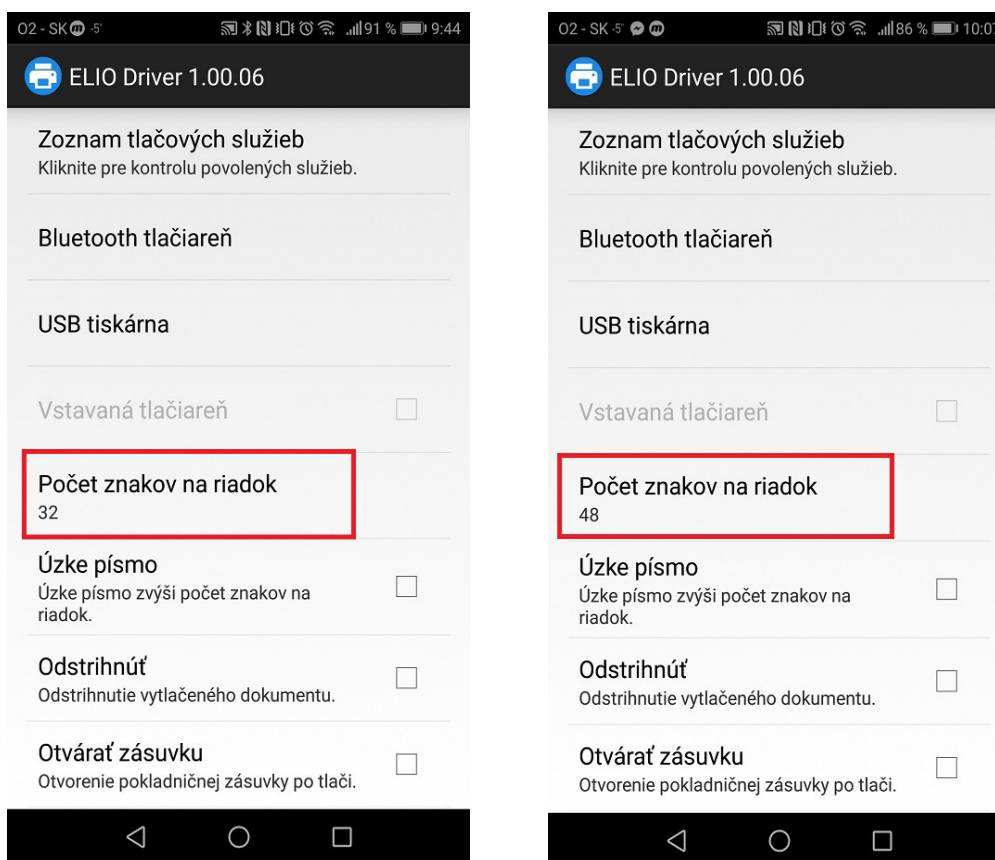 O2 - SK -5° 91 % 9:44
ELIO Driver 1.00.06
Zoznam tlačových služieb
Kliknite pre kontrolu povolených služieb.
Bluetooth tlačiareň
USB tiskárna
Vstavaná tlačiareň
Počet znakov na riadok
32
Úzke písmo
Úzke písmo zvýši počet znakov na
riadok.
Odstrihnúť
Odstrihnutie vytlačeného dokumentu.
Otvárať zásuvku
Otvorenie pokladničnej zásuvky po tlači.
O2 - SK -5° 86 % 10:07
ELIO Driver 1.00.06
Zoznam tlačových služieb
Kliknite pre kontrolu povolených služieb.
Bluetooth tlačiareň
USB tiskárna
Vstavaná tlačiareň
Počet znakov na riadok
48
Úzke písmo
Úzke písmo zvýši počet znakov na
riadok.
Odstrihnúť
Odstrihnutie vytlačeného dokumentu.
Otvárať zásuvku
Otvorenie pokladničnej zásuvky po tlači.